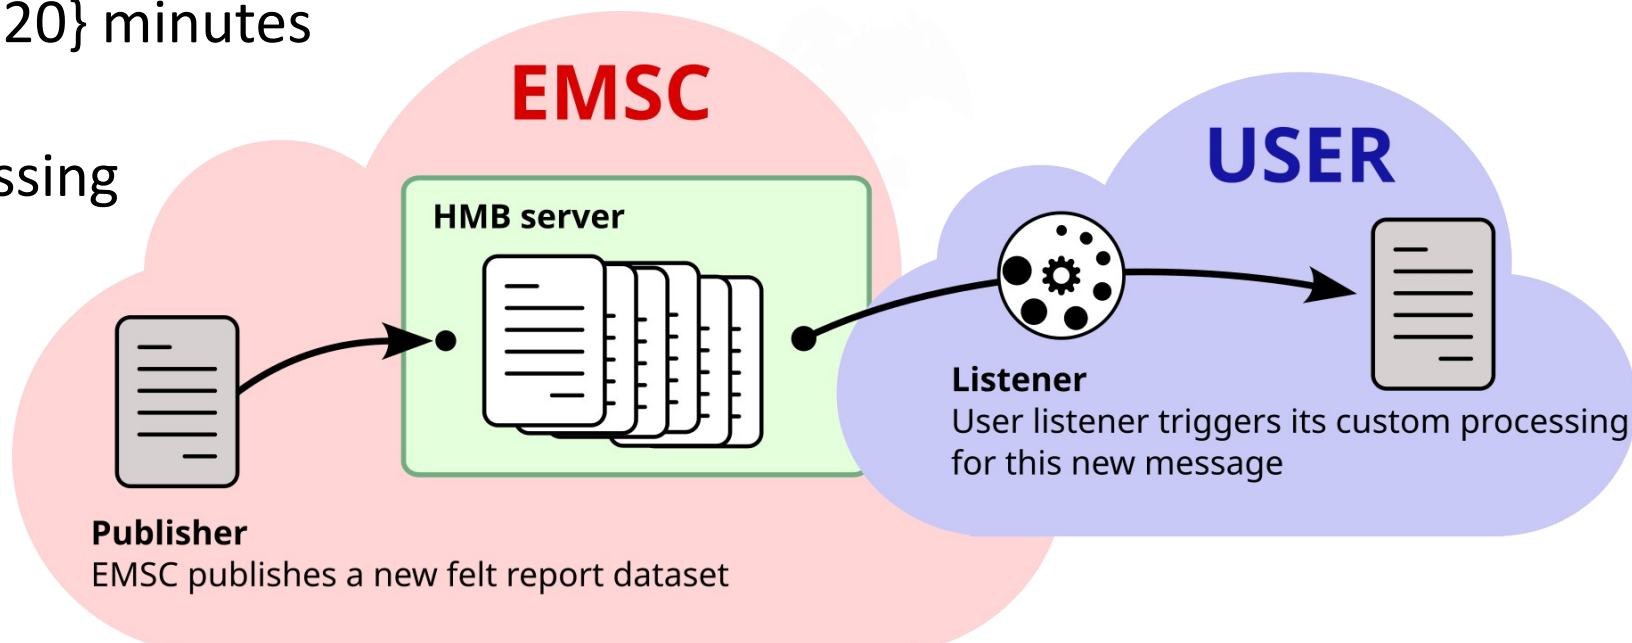 20} minutes
EMSC
USER
ssing
HMB server
Listener
User listener triggers its custom processing
for this new message
Publisher
EMSC publishes a new felt report dataset